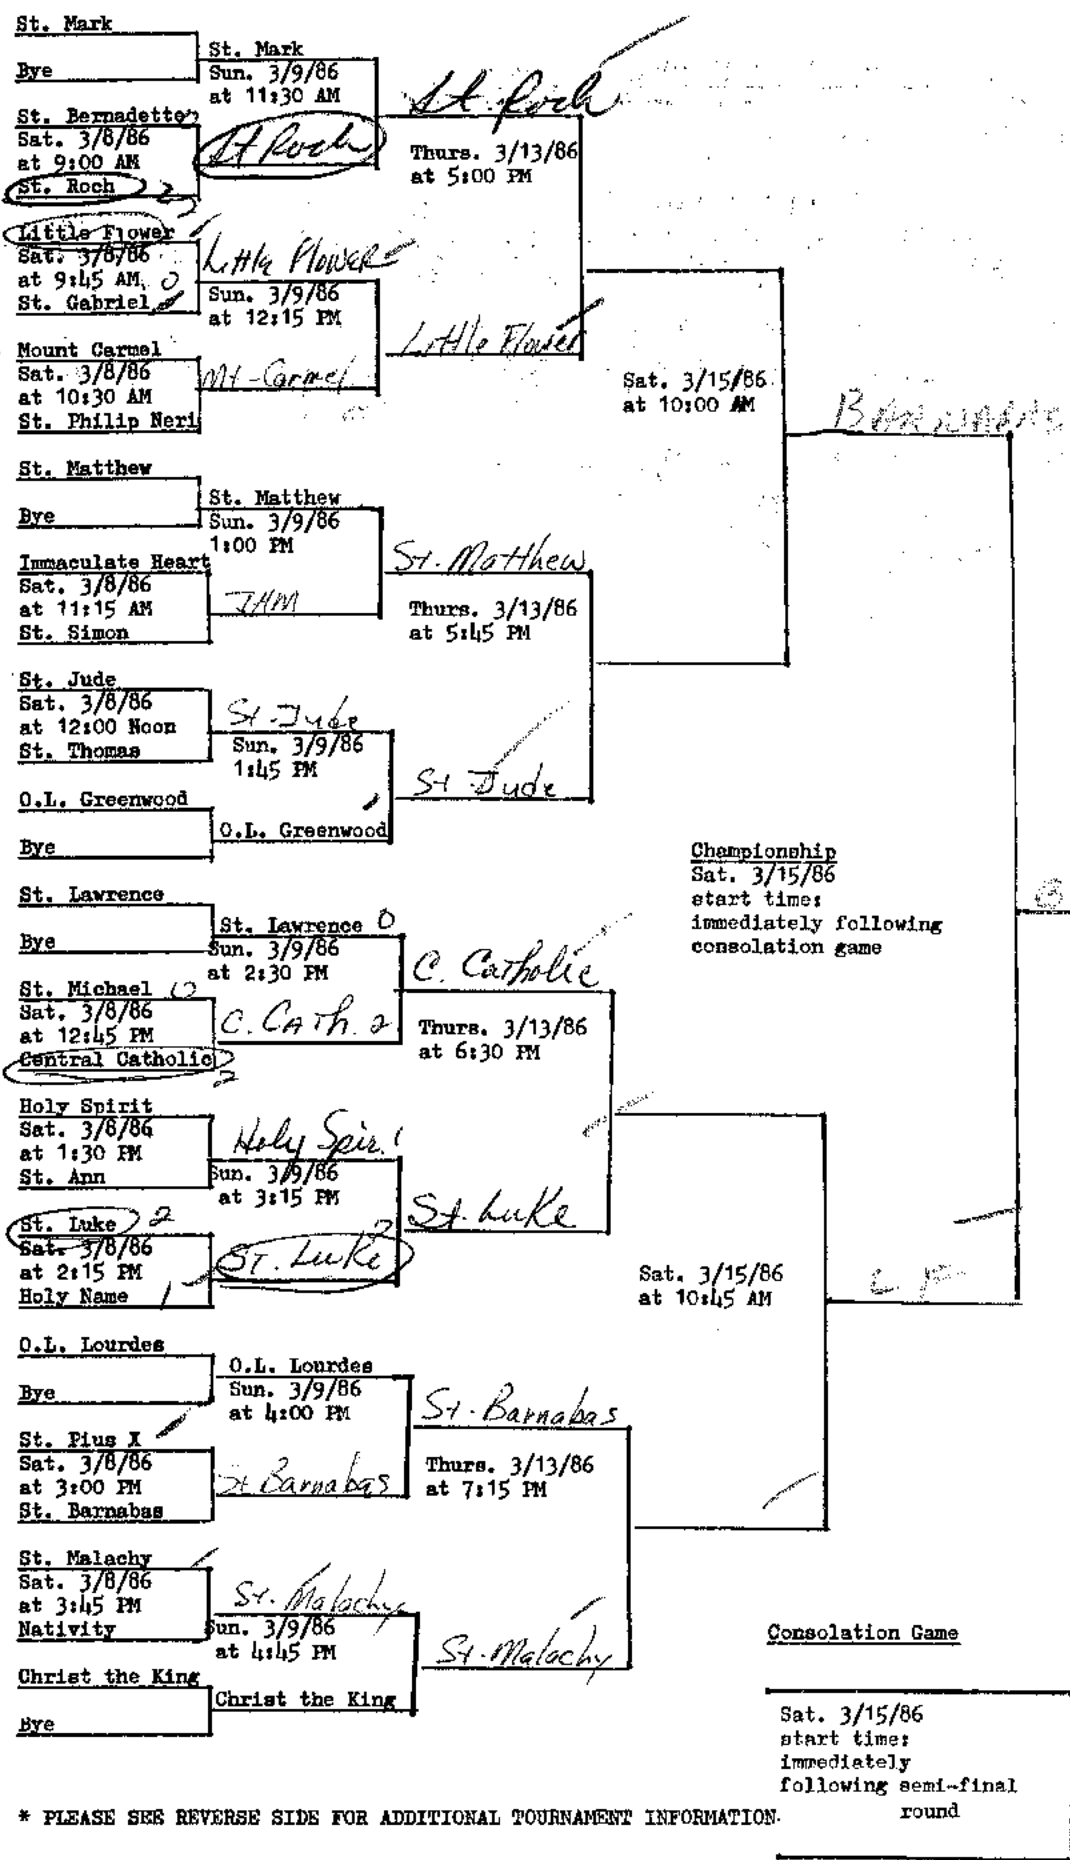 St. Mark
Bye
St. Bernadette
Sat. 3/8/86
at 9:00 AM
St. Roch 2
Little Flower
Sat. 3/8/86
at 9:45 AM 0
St. Gabriel
Mount Carmel
Sat. 3/8/86
at 10:30 AM
St. Philip Neri
St. Matthew
Bye
Immaculate Heart
Sat. 3/8/86
at 11:15 AM
St. Simon
St. Jude
Sat. 3/8/86
at 12:00 Noon
St. Thomas
O.L. Greenwood
Bye
St. Lawrence
Bye
St. Michael 0
Sat. 3/8/86
at 12:45 PM
Central Catholic
2
Holy Spirit
Sat. 3/8/86
at 1:30 PM
St. Ann
St. Luke 2
Sat. 3/8/86
at 2:15 PM
Holy Name 1
O.L. Lourdes
Bye
St. Pius X
Sat. 3/8/86
at 3:00 PM
St. Barnabas
St. Malachy
Sat. 3/8/86
at 3:45 PM
Nativity
Christ the King
Bye
St. Mark
Sun. 3/9/86
at 11:30 AM
St Roch
Little Flower
Sun. 3/9/86
at 12:15 PM
Mt-Carmel
St. Matthew
Sun. 3/9/86
1:00 PM
IHM
St-Jude
Sun. 3/9/86
1:45 PM
O.L. Greenwood
St. Lawrence 0
Sun. 3/9/86
at 2:30 PM
C. CATh. 2
Holy Spir. 1
Sun. 3/9/86
at 3:15 PM
ST. Luke 2
O.L. Lourdes
Sun. 3/9/86
at 4:00 PM
St Barnabas
St. Malachy
Sun. 3/9/86
at 4:45 PM
Christ the King
St. Roch
Thurs. 3/13/86
at 5:00 PM
Little Flower
St. Matthew
Thurs. 3/13/86
at 5:45 PM
St Jude
C. Catholic
Thurs. 3/13/86
at 6:30 PM
St. Luke
St. Barnabas
Thurs. 3/13/86
at 7:15 PM
St. Malachy
Sat. 3/15/86
at 10:00 AM
Sat. 3/15/86
at 10:45 AM
Championship
Sat. 3/15/86
start time:
immediately following
consolation game
Consolation Game
Sat. 3/15/86
start time:
immediately
following semi-final
round
* PLEASE SEE REVERSE SIDE FOR ADDITIONAL TOURNAMENT INFORMATION.